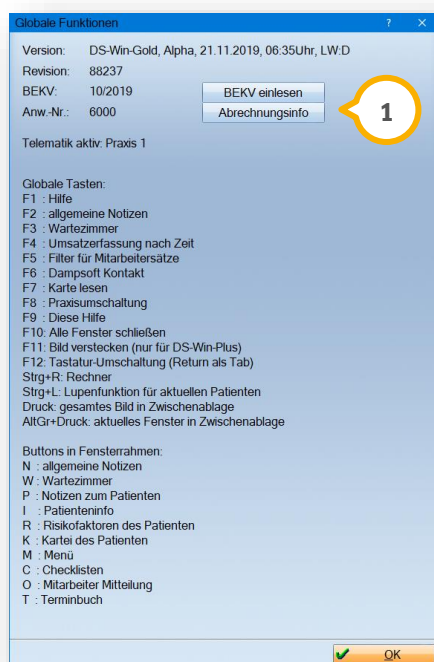 Globale Funktionen ? ×
Version: DS-Win-Gold, Alpha, 21.11.2019, 06:35Uhr, LW:D
Revision: 88237
BEKV: 10/2019 BEKV einlesen
Anw.-Nr.: 6000 Abrechnungsinfo
1
Telematik aktiv: Praxis 1
Globale Tasten:
F1 : Hilfe
F2 : allgemeine Notizen
F3 : Wartezimmer
F4 : Umsatzerfassung nach Zeit
F5 : Filter für Mitarbeitersätze
F6 : Dampsoft Kontakt
F7 : Karte lesen
F8 : Praxisumschaltung
F9 : Diese Hilfe
F10: Alle Fenster schließen
F11: Bild verstecken (nur für DS-Win-Plus)
F12: Tastatur-Umschaltung (Return als Tab)
Strg+R: Rechner
Strg+L: Lupenfunktion für aktuellen Patienten
Druck: gesamtes Bild in Zwischenablage
AltGr+Druck: aktuelles Fenster in Zwischenablage
Buttons in Fensterrahmen:
N : allgemeine Notizen
W : Wartezimmer
P : Notizen zum Patienten
I : Patienteninfo
R : Risikofaktoren des Patienten
K : Kartei des Patienten
M : Menü
C : Checklisten
O : Mitarbeiter Mitteilung
T : Terminbuch
OK